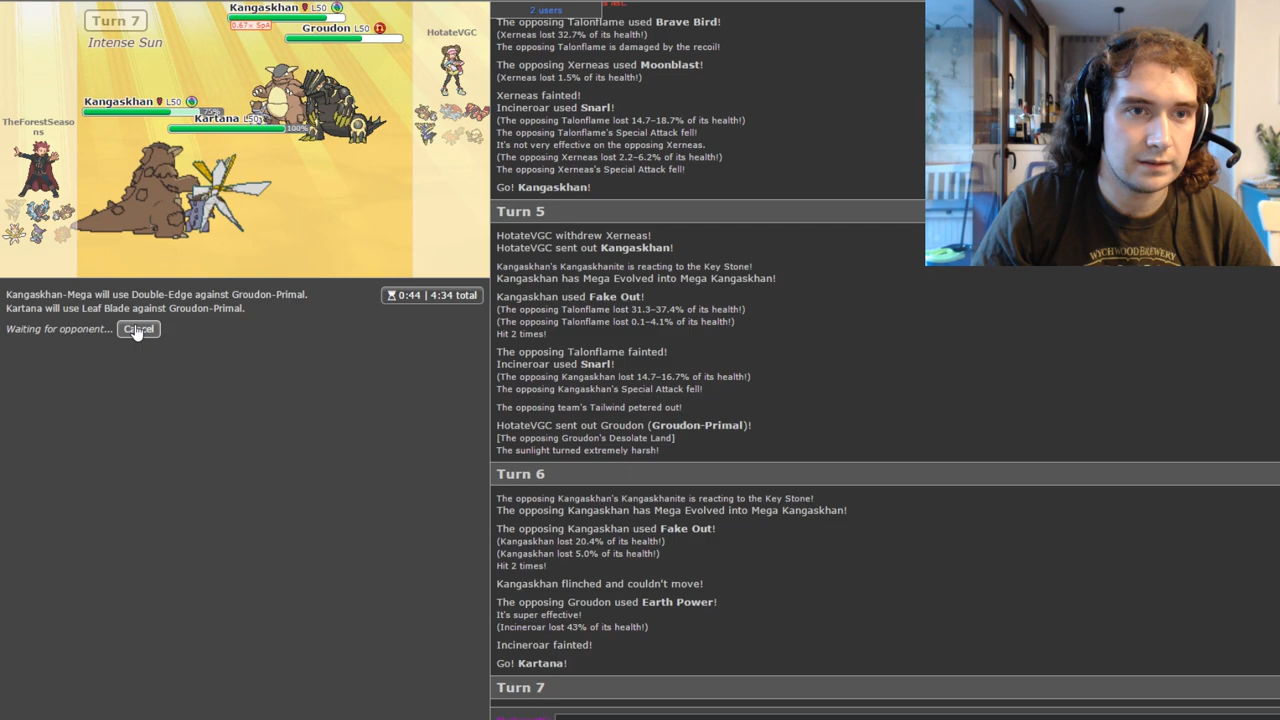 Turn 7
Intense Sun
Kangaskhan L50
0.67× SpA
Groudon L50
HotateVGC
Kangaskhan L50
75%
Kartana L50
100%
TheForestSeaso
ns
Kangaskhan-Mega will use Double-Edge against Groudon-Primal.
Kartana will use Leaf Blade against Groudon-Primal.
Waiting for opponent... Cancel
0:44 | 4:34 total
2 users
The opposing Talonflame used Brave Bird!
(Xerneas lost 32.7% of its health!)
The opposing Talonflame is damaged by the recoil!
The opposing Xerneas used Moonblast!
(Xerneas lost 1.5% of its health!)
Xerneas fainted!
Incineroar used Snarl!
(The opposing Talonflame lost 14.7–18.7% of its health!)
The opposing Talonflame's Special Attack fell!
It's not very effective on the opposing Xerneas.
(The opposing Xerneas lost 2.2–6.2% of its health!)
The opposing Xerneas's Special Attack fell!
Go! Kangaskhan!
Turn 5
HotateVGC withdrew Xerneas!
HotateVGC sent out Kangaskhan!
Kangaskhan's Kangaskhanite is reacting to the Key Stone!
Kangaskhan has Mega Evolved into Mega Kangaskhan!
Kangaskhan used Fake Out!
(The opposing Talonflame lost 31.3–37.4% of its health!)
(The opposing Talonflame lost 0.1–4.1% of its health!)
Hit 2 times!
The opposing Talonflame fainted!
Incineroar used Snarl!
(The opposing Kangaskhan lost 14.7–16.7% of its health!)
The opposing Kangaskhan's Special Attack fell!
The opposing team's Tailwind petered out!
HotateVGC sent out Groudon (Groudon-Primal)!
[The opposing Groudon's Desolate Land]
The sunlight turned extremely harsh!
Turn 6
The opposing Kangaskhan's Kangaskhanite is reacting to the Key Stone!
The opposing Kangaskhan has Mega Evolved into Mega Kangaskhan!
The opposing Kangaskhan used Fake Out!
(Kangaskhan lost 20.4% of its health!)
(Kangaskhan lost 5.0% of its health!)
Hit 2 times!
Kangaskhan flinched and couldn't move!
The opposing Groudon used Earth Power!
It's super effective!
(Incineroar lost 43% of its health!)
Incineroar fainted!
Go! Kartana!
Turn 7
WYCHWOOD BREWERY